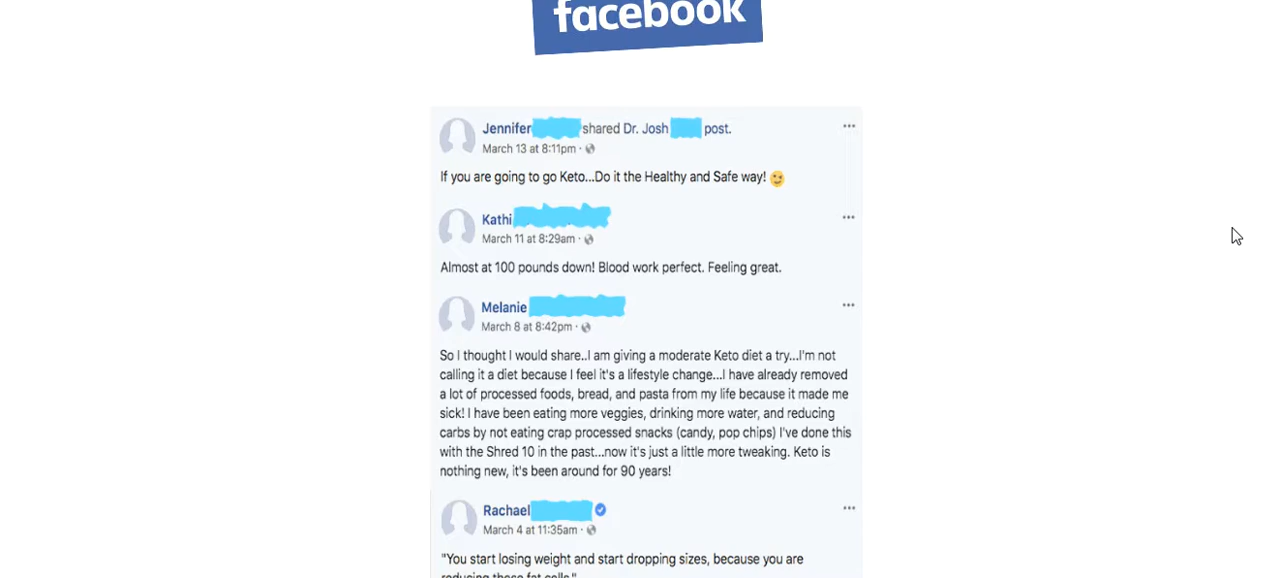 facebook
Jennifer shared Dr. Josh post.
March 13 at 8:11pm ·
If you are going to go Keto...Do it the Healthy and Safe way! 😉
Kathi
March 11 at 8:29am ·
Almost at 100 pounds down! Blood work perfect. Feeling great.
Melanie
March 8 at 8:42pm ·
So I thought I would share..I am giving a moderate Keto diet a try...I'm not
calling it a diet because I feel it's a lifestyle change...I have already removed
a lot of processed foods, bread, and pasta from my life because it made me
sick! I have been eating more veggies, drinking more water, and reducing
carbs by not eating crap processed snacks (candy, pop chips) I've done this
with the Shred 10 in the past...now it's just a little more tweaking. Keto is
nothing new, it's been around for 90 years!
Rachael
March 4 at 11:35am ·
"You start losing weight and start dropping sizes, because you are
reducing those fat cells."